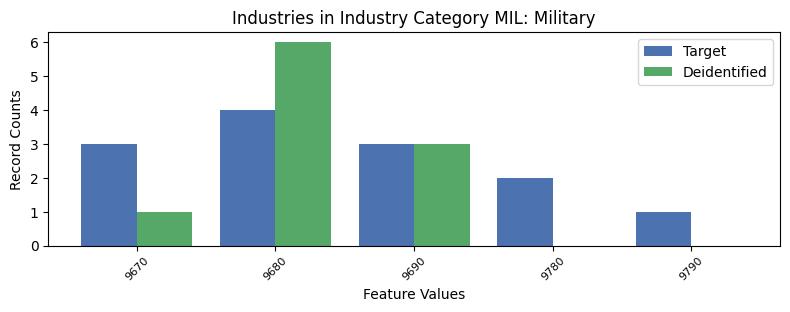 Industries in Industry Category MIL: Military
Target
Deidentified
Record Counts
6
5
4
3
2
1
0
9670
9680
9690
9780
9790
Feature Values